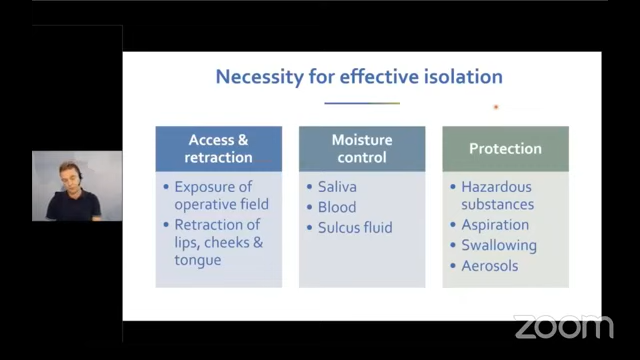 Necessity for effective isolation
Access &
retraction
• Exposure of
operative field
• Retraction of
lips, cheeks &
tongue
Moisture
control
• Saliva
• Blood
• Sulcus fluid
Protection
• Hazardous
substances
• Aspiration
• Swallowing
• Aerosols
zoom